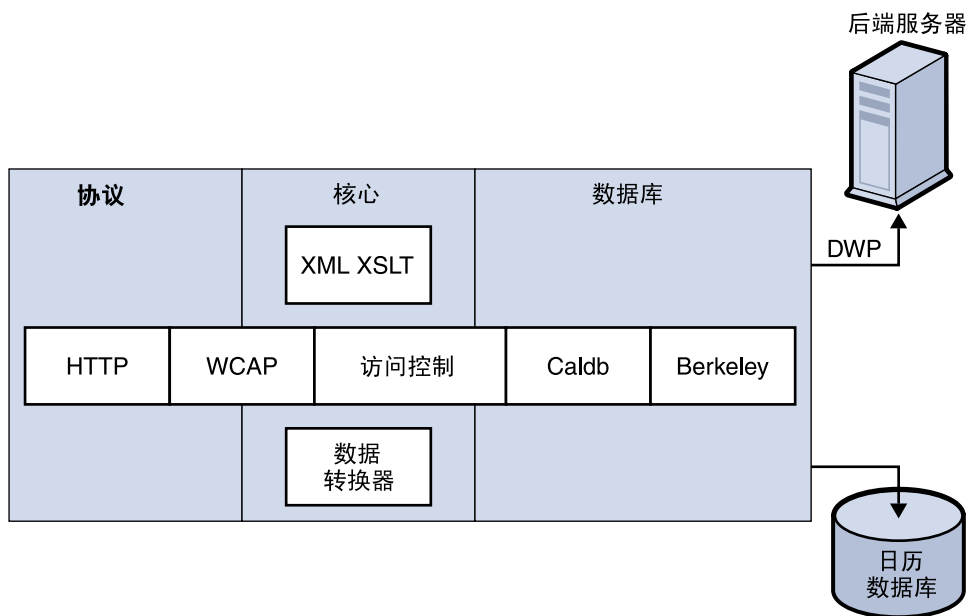 后端服务器
协议
核心
数据库
XML XSLT
DWP
HTTP
WCAP
访问控制
Caldb
Berkeley
数据
转换器
日历
数据库